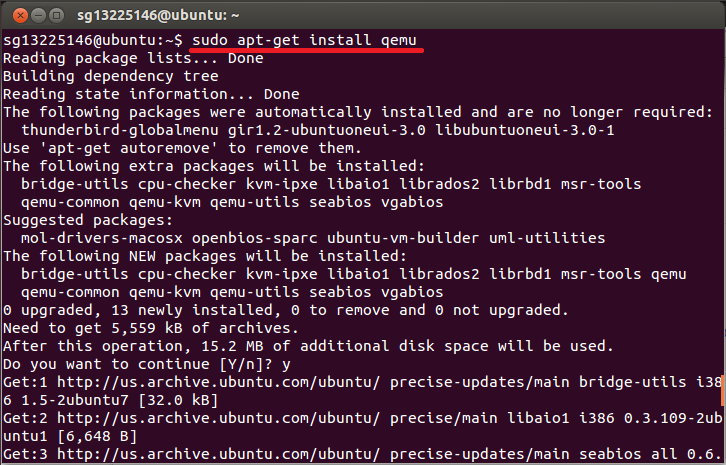 sg13225146@ubuntu: ~
sg13225146@ubuntu:~$ sudo apt-get install qemu
Reading package lists... Done
Building dependency tree
Reading state information... Done
The following packages were automatically installed and are no longer required:
  thunderbird-globalmenu gir1.2-ubuntuoneui-3.0 libubuntuoneui-3.0-1
Use 'apt-get autoremove' to remove them.
The following extra packages will be installed:
  bridge-utils cpu-checker kvm-ipxe libaio1 librados2 librbd1 msr-tools
  qemu-common qemu-kvm qemu-utils seabios vgabios
Suggested packages:
  mol-drivers-macosx openbios-sparc ubuntu-vm-builder uml-utilities
The following NEW packages will be installed:
  bridge-utils cpu-checker kvm-ipxe libaio1 librados2 librbd1 msr-tools qemu
  qemu-common qemu-kvm qemu-utils seabios vgabios
0 upgraded, 13 newly installed, 0 to remove and 0 not upgraded.
Need to get 5,559 kB of archives.
After this operation, 15.2 MB of additional disk space will be used.
Do you want to continue [Y/n]? y
Get:1 http://us.archive.ubuntu.com/ubuntu/ precise-updates/main bridge-utils i38
6 1.5-2ubuntu7 [32.0 kB]
Get:2 http://us.archive.ubuntu.com/ubuntu/ precise/main libaio1 i386 0.3.109-2ub
untu1 [6,648 B]
Get:3 http://us.archive.ubuntu.com/ubuntu/ precise-updates/main seabios all 0.6.